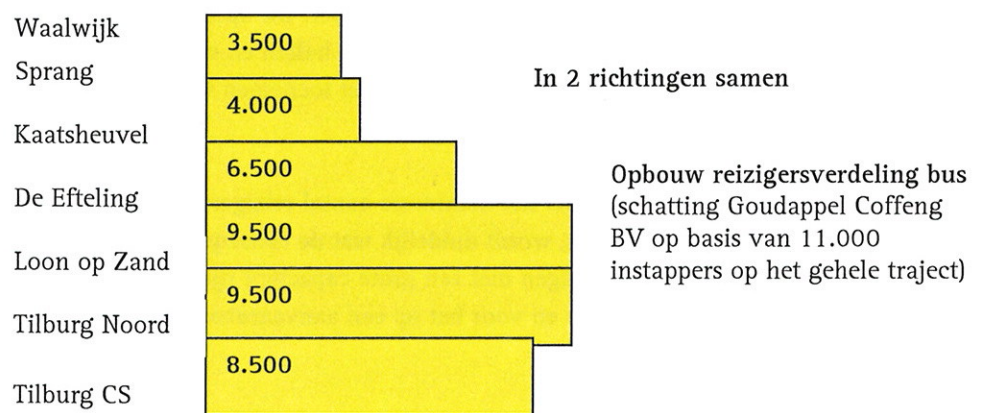 Waalwijk
3.500
Sprang
In 2 richtingen samen
4.000
Kaatsheuvel
6.500
Opbouw reizigersverdeling bus
De Efteling
(schatting Goudappel Coffeng
9.500
BV op basis van 11.000
Loon op Zand
instappers op het gehele traject)
9.500
Tilburg Noord
8.500
Tilburg CS